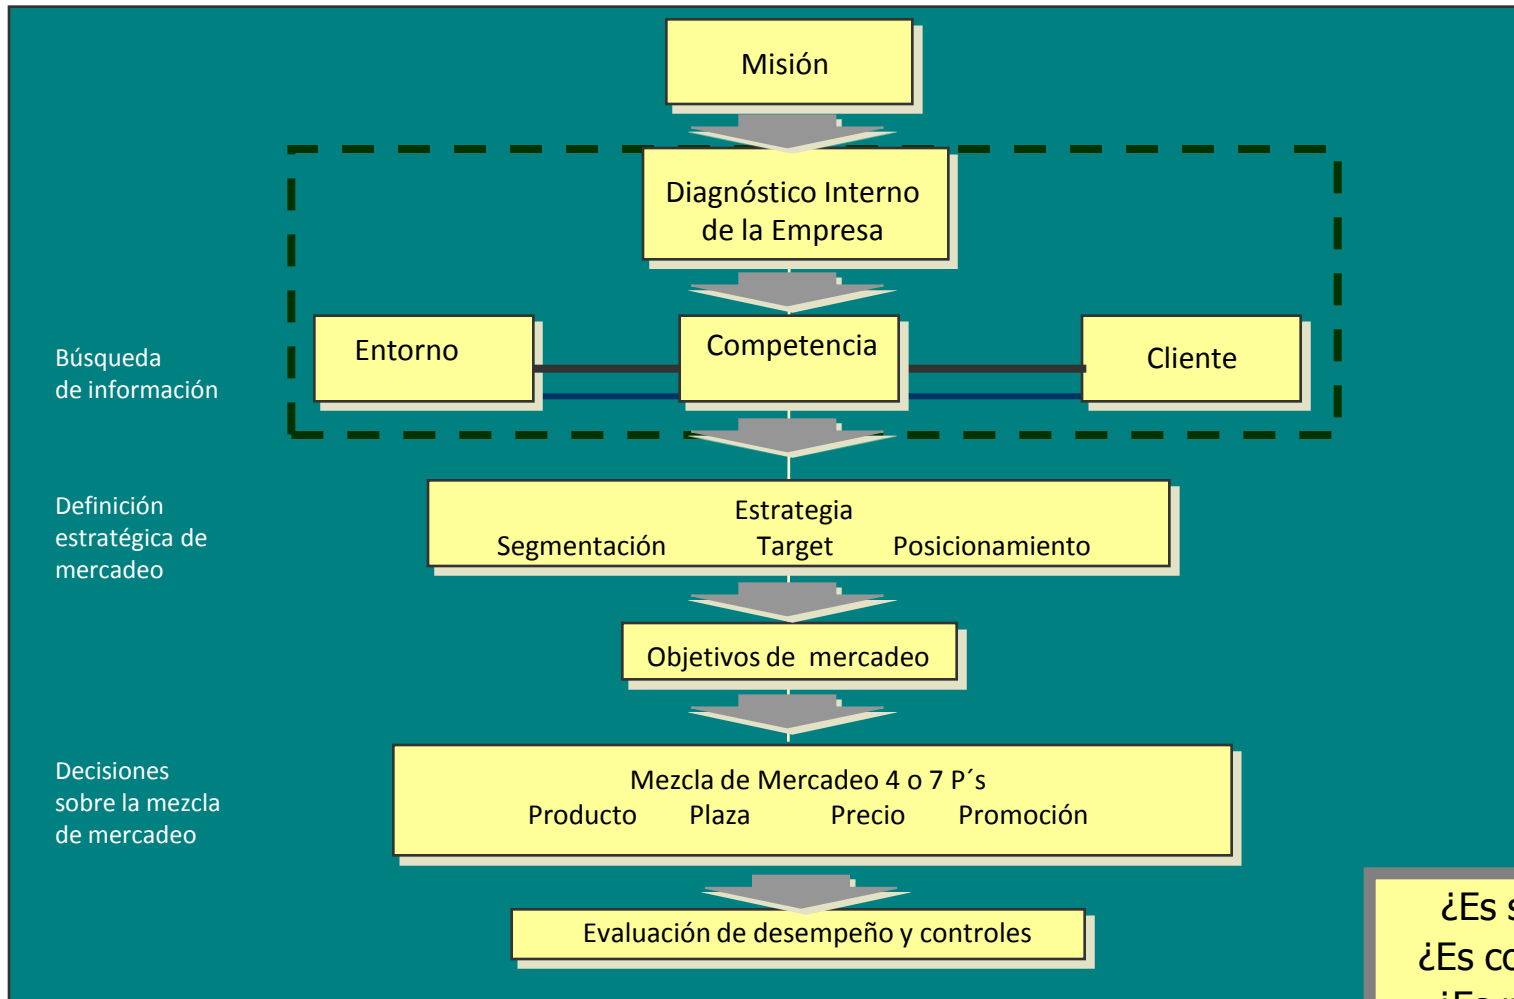 Misión
Diagnóstico Interno
de la Empresa
Búsqueda
de información
Entorno
Competencia
Cliente
Definición
estratégica de
mercadeo
Estrategia
Segmentación Target Posicionamiento
Objetivos de mercadeo
Decisiones
sobre la mezcla
de mercadeo
Mezcla de Mercadeo 4 o 7 P´s
Producto Plaza Precio Promoción
Evaluación de desempeño y controles
¿Es
¿Es
¿Es